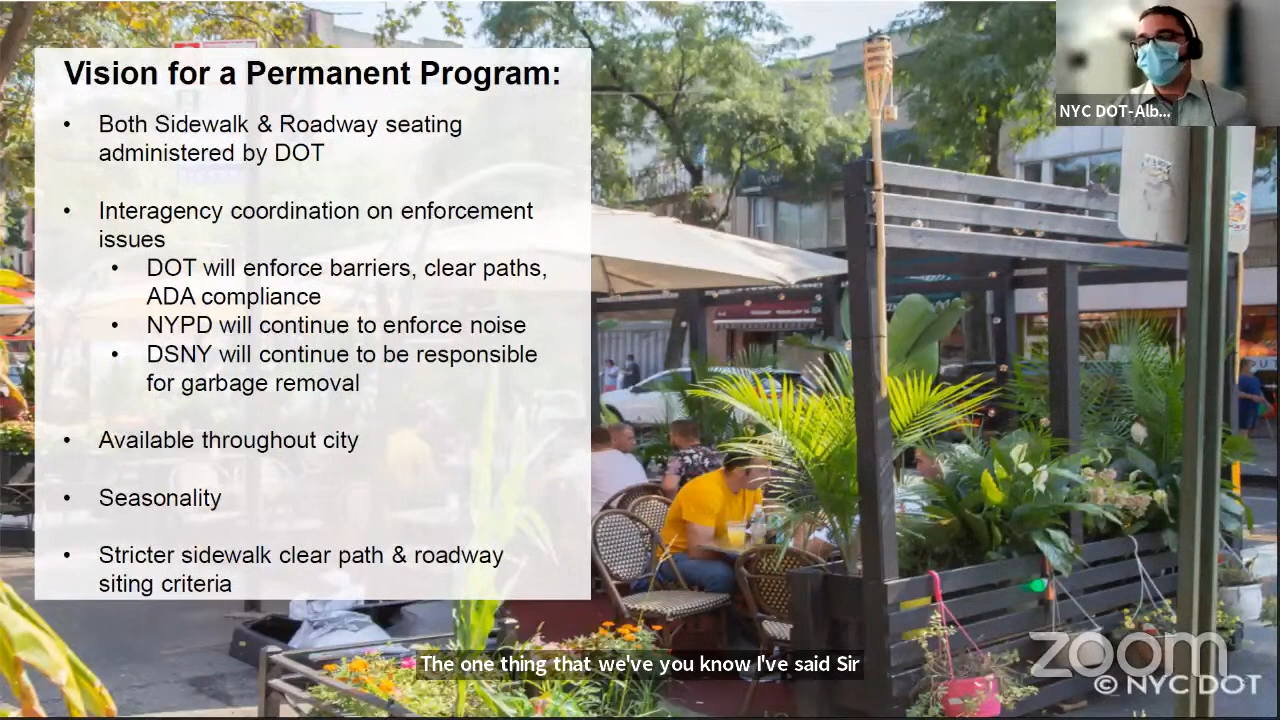 Vision for a Permanent Program:
• Both Sidewalk & Roadway seating
administered by DOT
• Interagency coordination on enforcement
issues
• DOT will enforce barriers, clear paths,
ADA compliance
• NYPD will continue to enforce noise
• DSNY will continue to be responsible
for garbage removal
• Available throughout city
• Seasonality
• Stricter sidewalk clear path & roadway
siting criteria
NYC DOT-Alb...
The one thing that we've you know I've said Sir
zoom
© NYC DOT